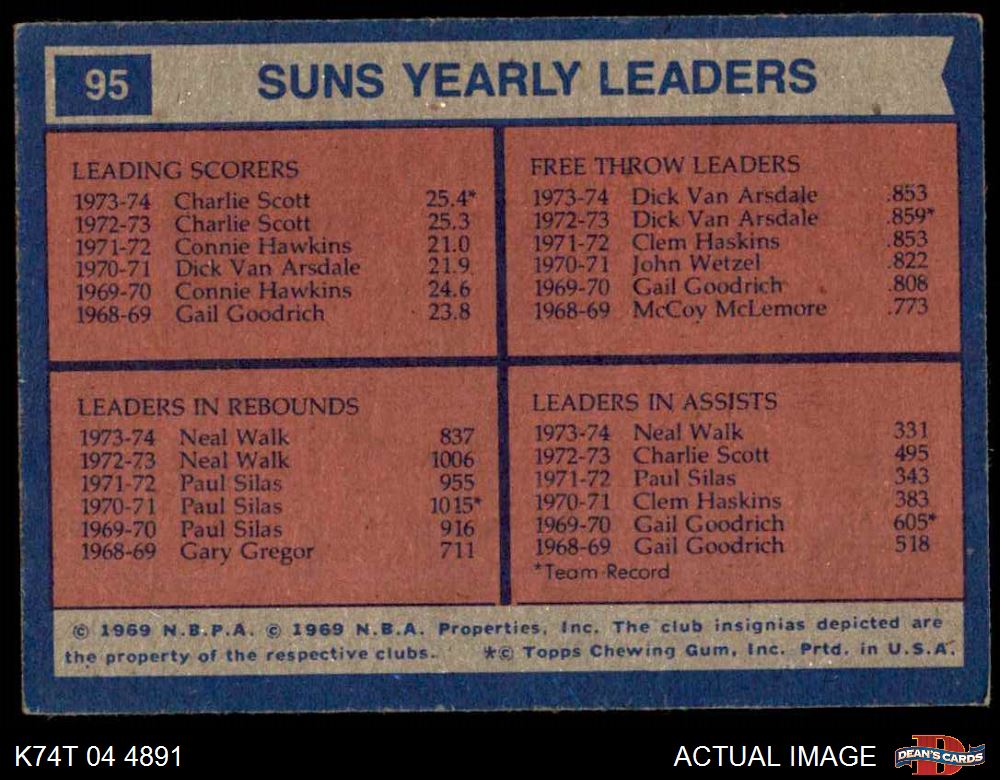 95 SUNS YEARLY LEADERS
LEADING SCORERS
1973-74 Charlie Scott 25.4*
1972-73 Charlie Scott 25.3
1971-72 Connie Hawkins 21.0
1970-71 Dick Van Arsdale 21.9
1969-70 Connie Hawkins 24.6
1968-69 Gail Goodrich 23.8
FREE THROW LEADERS
1973-74 Dick Van Arsdale .853
1972-73 Dick Van Arsdale .859*
1971-72 Clem Haskins .853
1970-71 John Wetzel .822
1969-70 Gail Goodrich .808
1968-69 McCoy McLemore .773
LEADERS IN REBOUNDS
1973-74 Neal Walk 837
1972-73 Neal Walk 1006
1971-72 Paul Silas 955
1970-71 Paul Silas 1015*
1969-70 Paul Silas 916
1968-69 Gary Gregor 711
LEADERS IN ASSISTS
1973-74 Neal Walk 331
1972-73 Charlie Scott 495
1971-72 Paul Silas 343
1970-71 Clem Haskins 383
1969-70 Gail Goodrich 605*
1968-69 Gail Goodrich 518
*Team Record
© 1969 N.B.P.A. © 1969 N.B.A. Properties, Inc. The club insignias depicted are
the property of the respective clubs. *© Topps Chewing Gum, Inc. Prtd. in U.S.A.
K74T 04 4891 ACTUAL IMAGE D DEAN'S CARDS